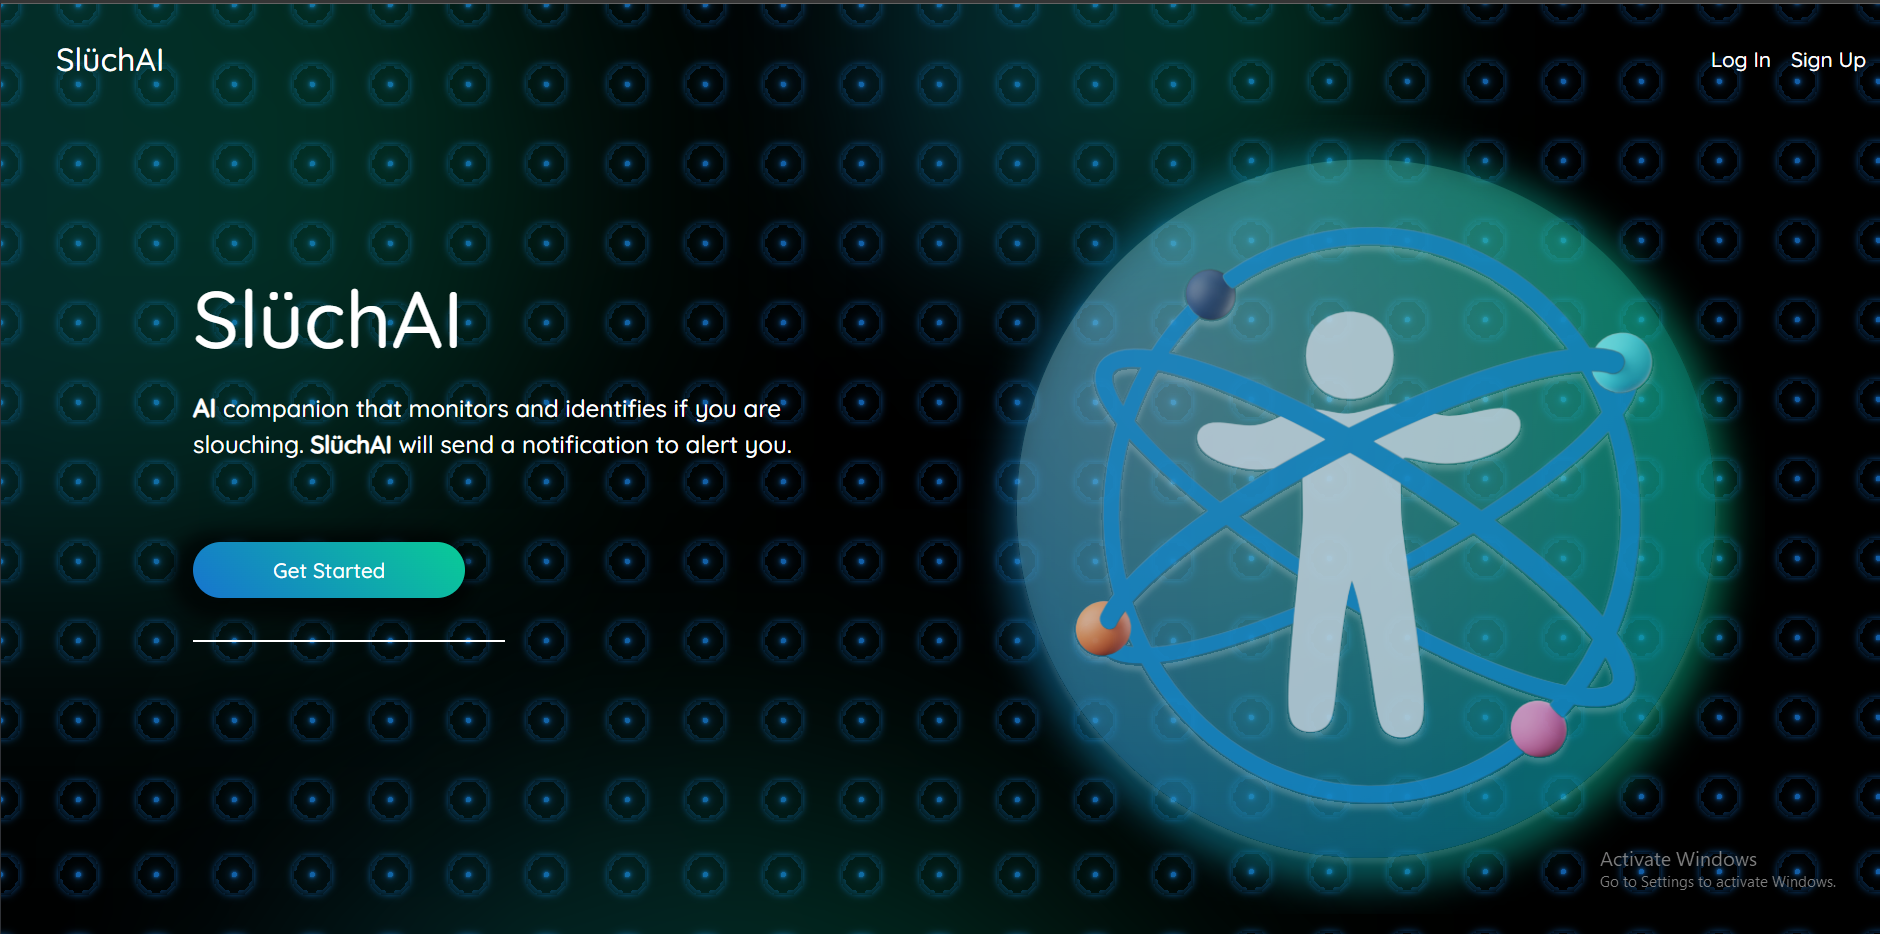 SlüchAI
Log In
Sign Up
SlüchAI
AI companion that monitors and identifies if you are
slouching. SlüchAI will send a notification to alert you.
Get Started
Activate Windows
Go to Settings to activate Windows.